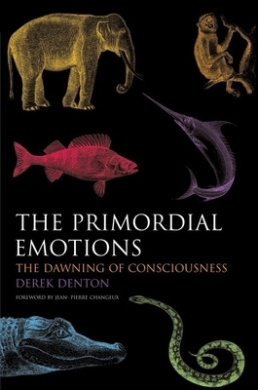 THE PRIMORDIAL
EMOTIONS
THE DAWNING OF CONSCIOUSNESS
DEREK DENTON
FOREWORD BY JEAN-PIERRE CHANGEUX